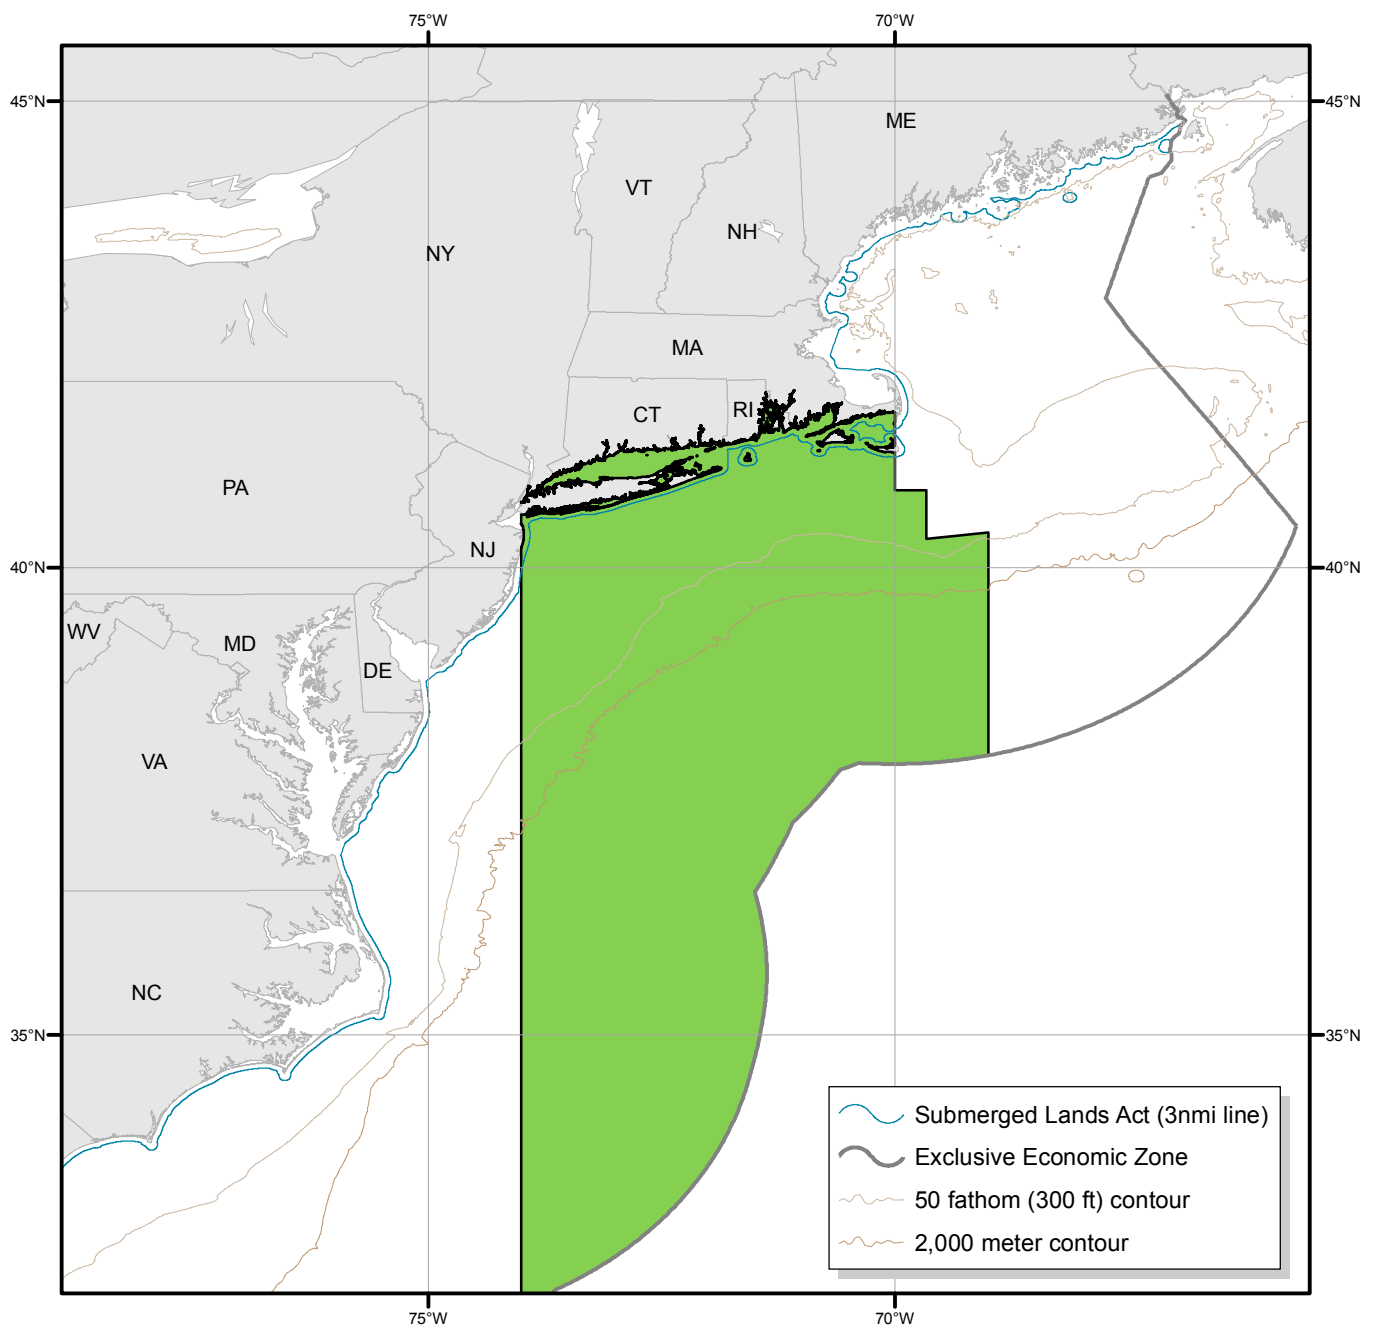 75°W 70°W
45°N 45°N
ME
VT
NH
NY
MA
RI
CT
PA
NJ
40°N 40°N
WV
MD
DE
VA
NC
35°N 35°N
Submerged Lands Act (3nmi line)
Exclusive Economic Zone
50 fathom (300 ft) contour
2,000 meter contour
75°W 70°W